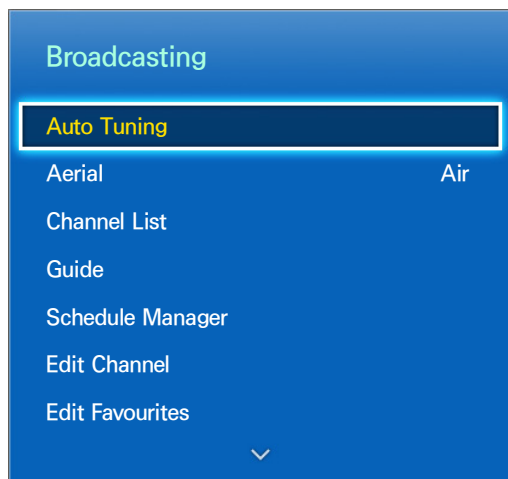 Broadcasting
Auto Tuning
Aerial Air
Channel List
Guide
Schedule Manager
Edit Channel
Edit Favourites